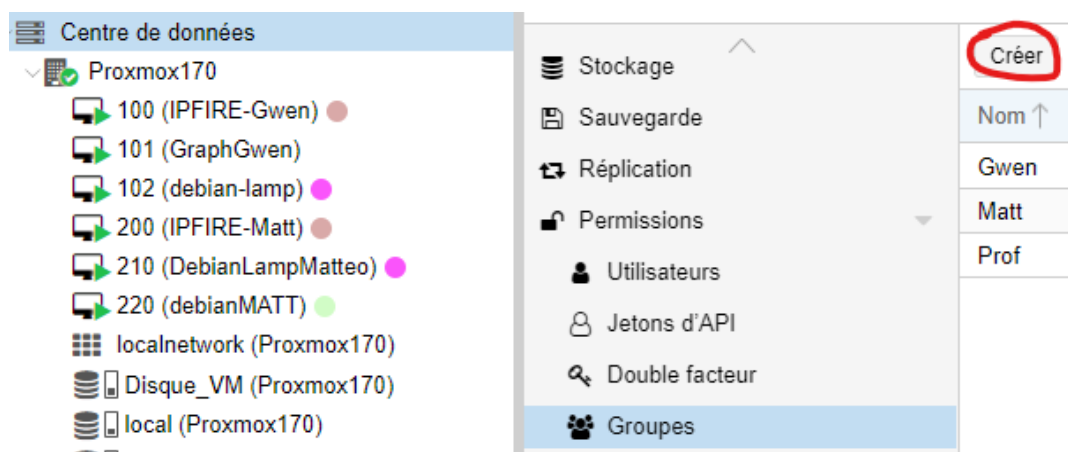 Centre de données
Proxmox170
100 (IPFIRE-Gwen)
101 (GraphGwen)
102 (debian-lamp)
200 (IPFIRE-Matt)
210 (DebianLampMatteo)
220 (debianMATT)
localnetwork (Proxmox170)
Disque_VM (Proxmox170)
local (Proxmox170)
Stockage
Sauvegarde
Réplication
Permissions
Utilisateurs
Jetons d'API
Double facteur
Groupes
Créer
Nom ↑
Gwen
Matt
Prof